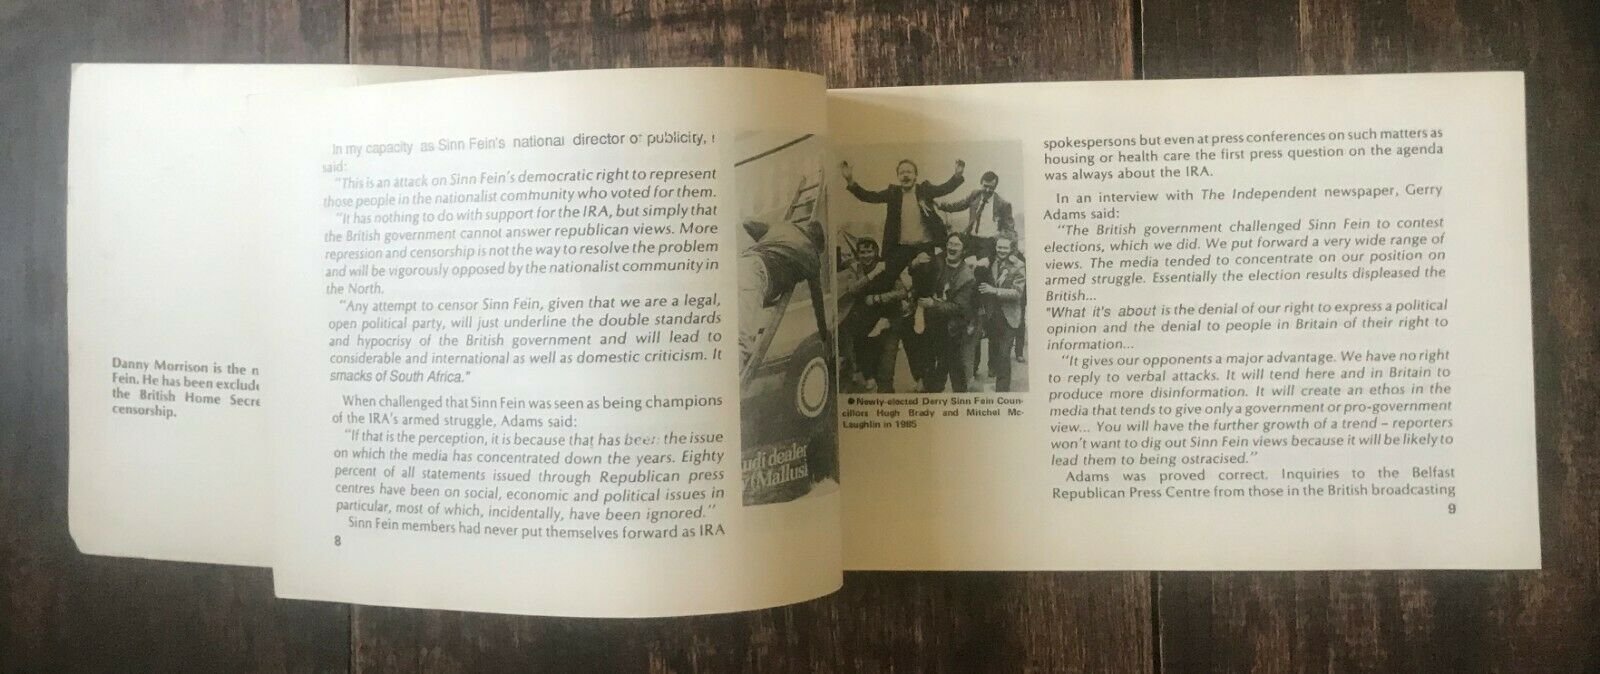 Danny Morrison is the n
Fein. He has been exclude
the British Home Secre
censorship.
In my capacity as Sinn Fein's national director of publicity, I
said:
"This is an attack on Sinn Fein's democratic right to represent
those people in the nationalist community who voted for them.
"It has nothing to do with support for the IRA, but simply that
the British government cannot answer republican views. More
repression and censorship is not the way to resolve the problem
and will be vigorously opposed by the nationalist community in
the North.
"Any attempt to censor Sinn Fein, given that we are a legal,
open political party, will just underline the double standards
and hypocrisy of the British government and will lead to
considerable and international as well as domestic criticism. It
smacks of South Africa."
When challenged that Sinn Fein was seen as being champions
of the IRA's armed struggle, Adams said:
"If that is the perception, it is because that has been the issue
on which the media has concentrated down the years. Eighty
percent of all statements issued through Republican press
centres have been on social, economic and political issues in
particular, most of which, incidentally, have been ignored."
Sinn Fein members had never put themselves forward as IRA
8
udi dealer
Mallus
● Newly-elected Derry Sinn Fein Coun-
cillors Hugh Brady and Mitchel Mc-
Laughlin in 1985
spokespersons but even at press conferences on such matters as
housing or health care the first press question on the agenda
was always about the IRA.
In an interview with The Independent newspaper, Gerry
Adams said:
"The British government challenged Sinn Fein to contest
elections, which we did. We put forward a very wide range of
views. The media tended to concentrate on our position on
armed struggle. Essentially the election results displeased the
British...
"What it's about is the denial of our right to express a political
opinion and the denial to people in Britain of their right to
information...
"It gives our opponents a major advantage. We have no right
to reply to verbal attacks. It will tend here and in Britain to
produce more disinformation. It will create an ethos in the
media that tends to give only a government or pro-government
view... You will have the further growth of a trend – reporters
won't want to dig out Sinn Fein views because it will be likely to
lead them to being ostracised."
Adams was proved correct. Inquiries to the Belfast
Republican Press Centre from those in the British broadcasting
9